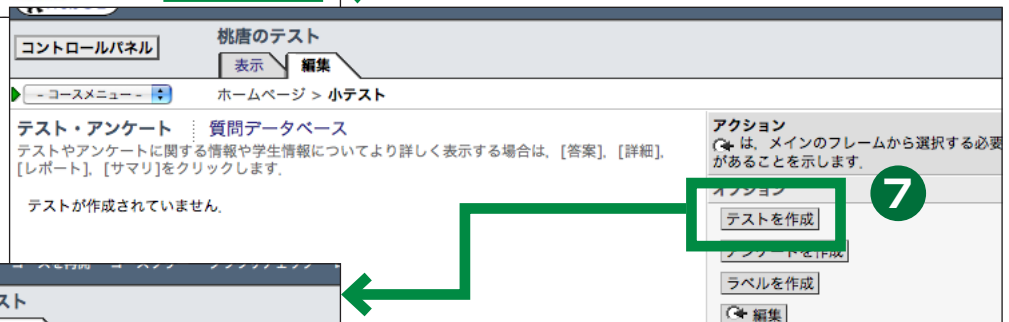 コントロールパネル
桃唐のテスト
表示
編集
- コースメニュー -
ホームページ > 小テスト
テスト・アンケート
質問データベース
テストやアンケートに関する情報や学生情報についてより詳しく表示する場合は, [答案], [詳細],
[レポート], [サマリ]をクリックします.
テストが作成されていません.
アクション
は, メインのフレームから選択する必要
があることを示します.
オプション
テストを作成
7
アンケートを作成
ラベルを作成
編集
スト